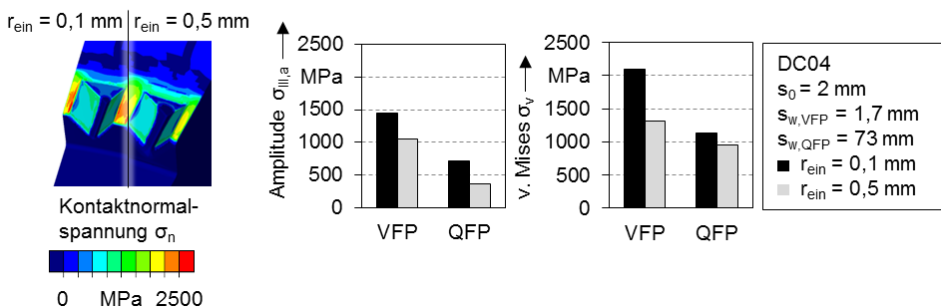 r_ein = 0,1 mm r_ein = 0,5 mm
Kontaktnormal-
spannung σ_n
0 MPa 2500
Amplitude σ_III,a
2500
MPa
1500
1000
500
0
VFP QFP
v. Mises σ_v
2500
MPa
1500
1000
500
0
VFP QFP
DC04
s_0 = 2 mm
s_w,VFP = 1,7 mm
s_w,QFP = 73 mm
r_ein = 0,1 mm
r_ein = 0,5 mm